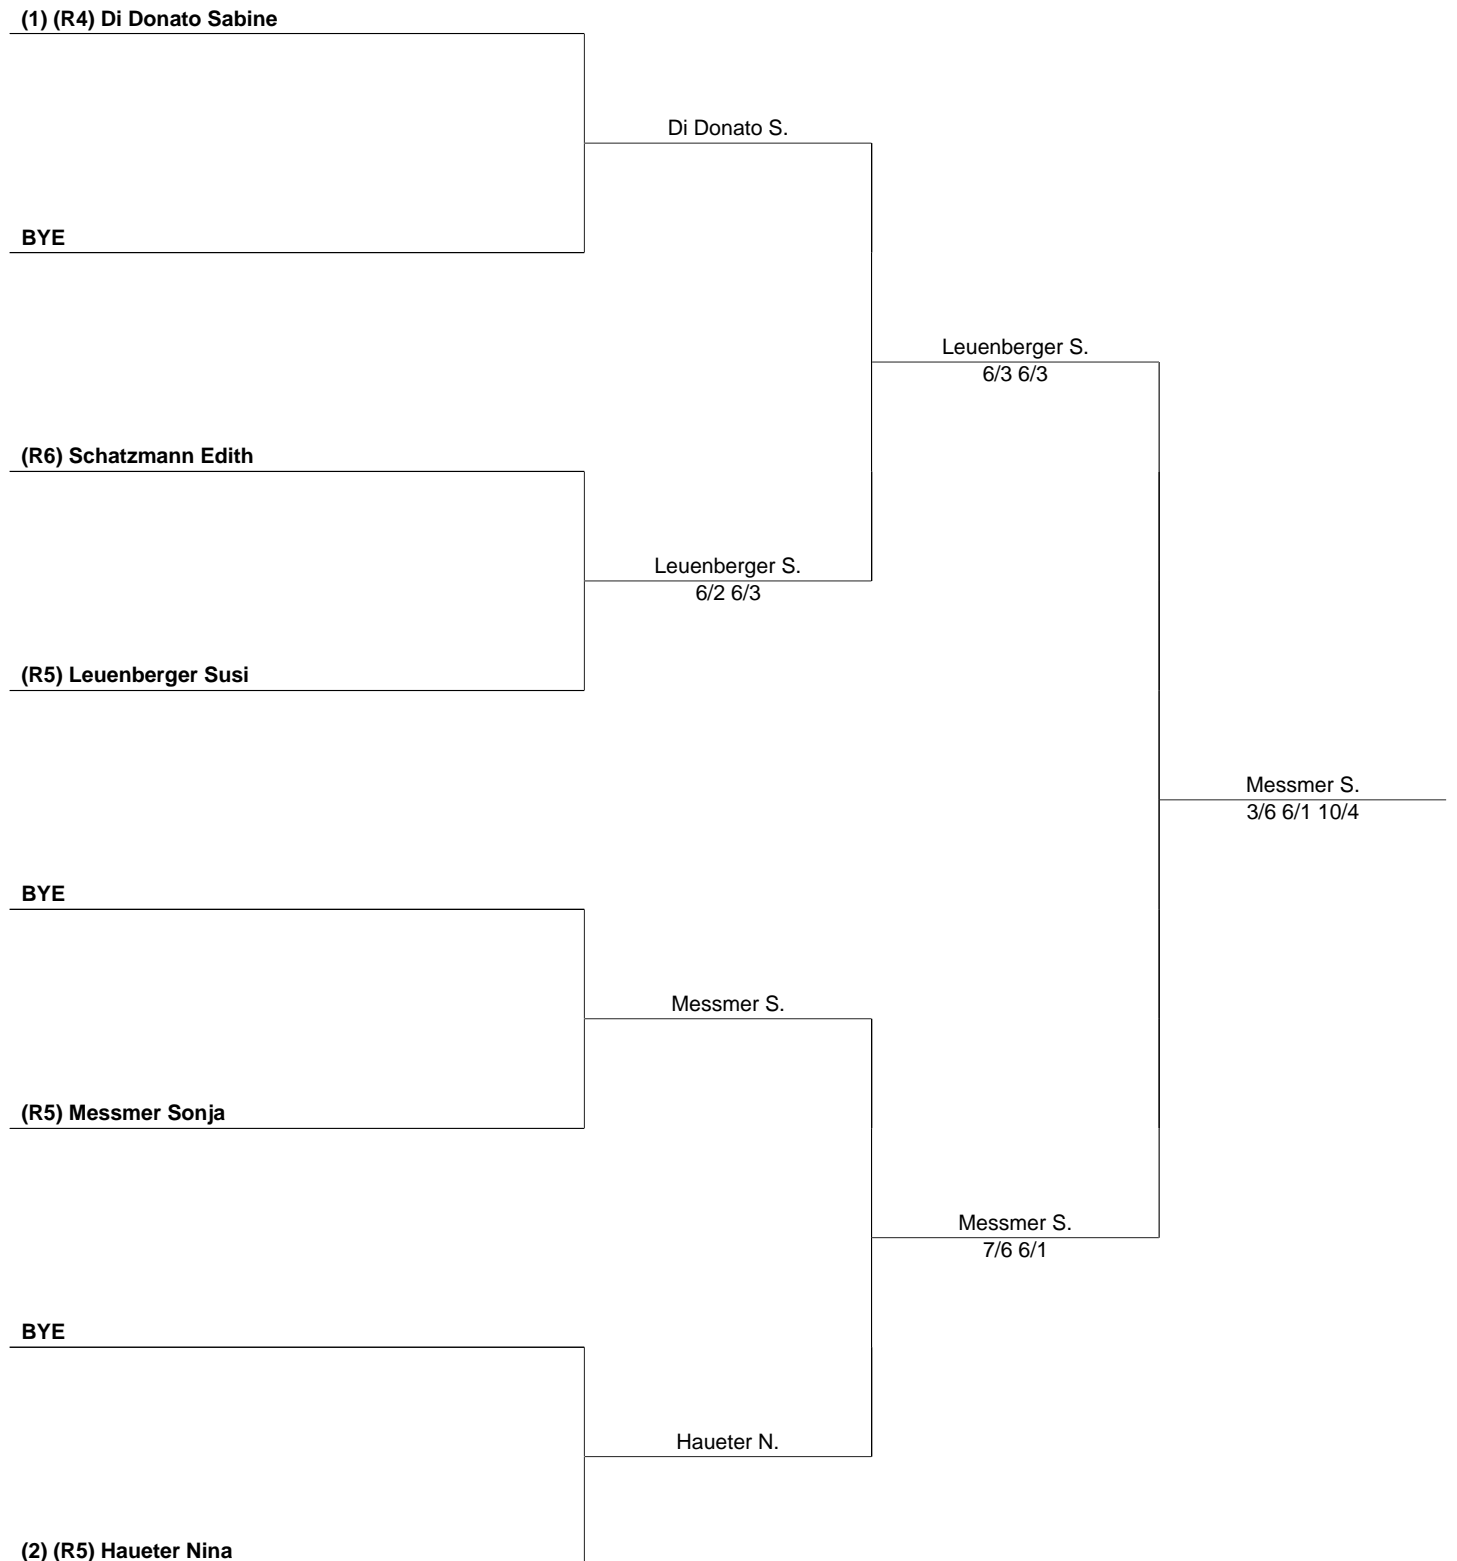 (1) (R4) Di Donato Sabine
Di Donato S.
BYE
Leuenberger S.
6/3 6/3
(R6) Schatzmann Edith
Leuenberger S.
6/2 6/3
(R5) Leuenberger Susi
Messmer S.
3/6 6/1 10/4
BYE
Messmer S.
(R5) Messmer Sonja
Messmer S.
7/6 6/1
BYE
Haueter N.
(2) (R5) Haueter Nina